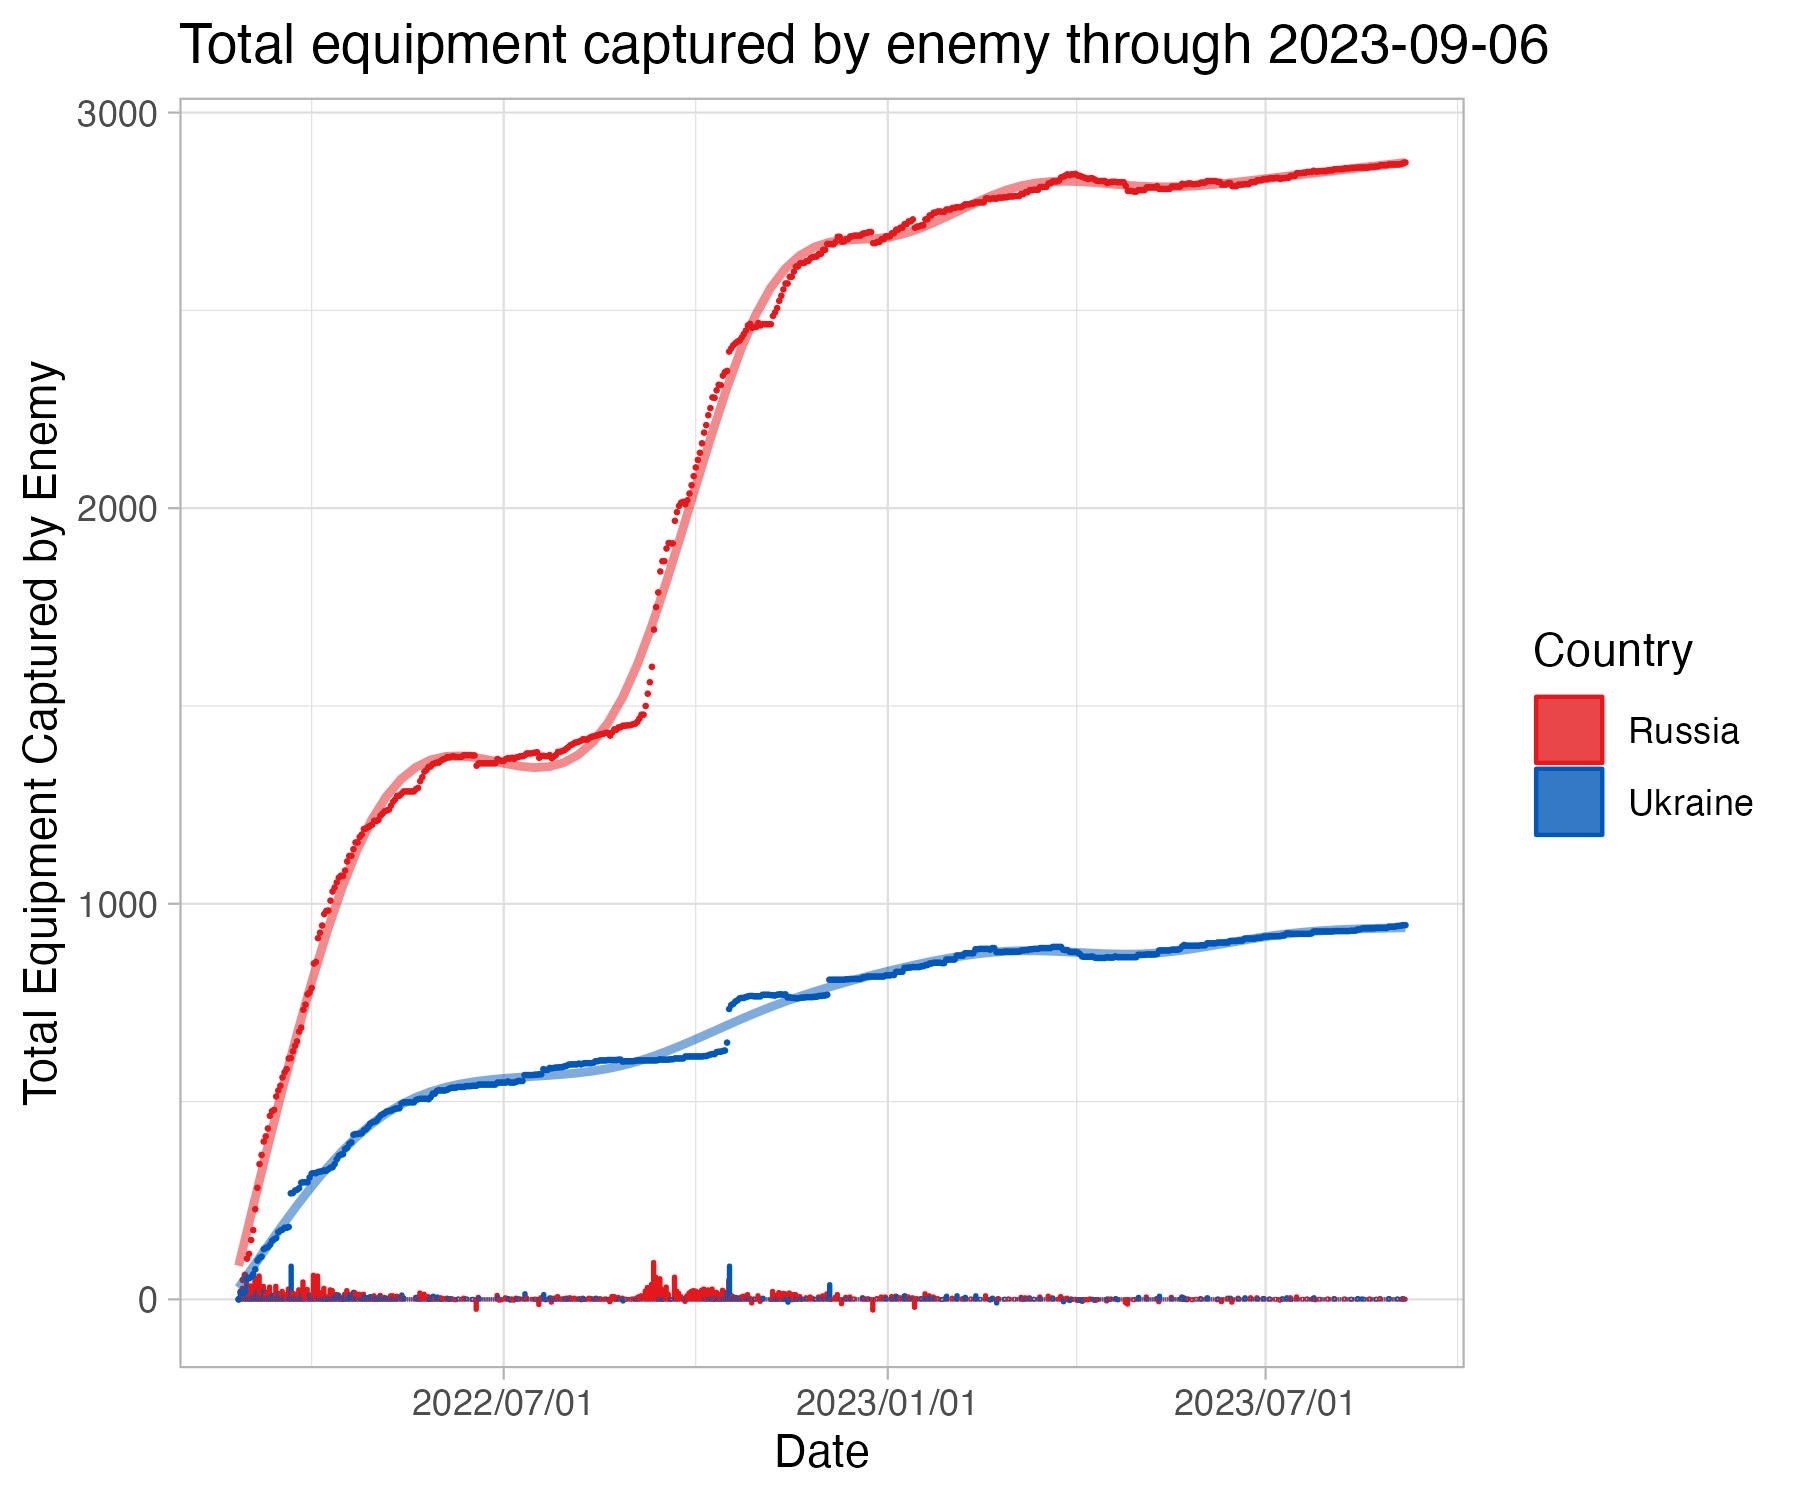 Total equipment captured by enemy through 2023-09-06
Total Equipment Captured by Enemy
3000
2000
1000
0
2022/07/01
2023/01/01
2023/07/01
Date
Country
Russia
Ukraine